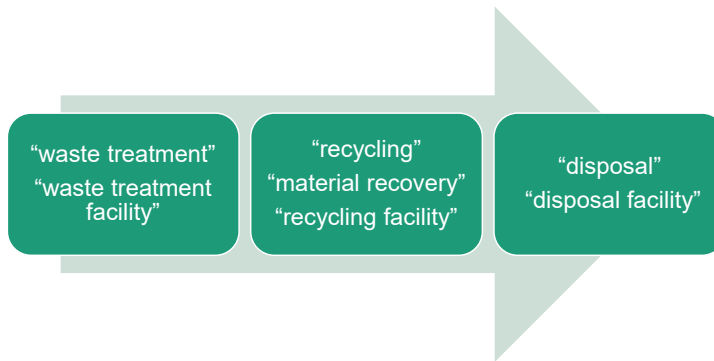 “waste treatment”
“waste treatment
facility”
“recycling”
“material recovery”
“recycling facility”
“disposal”
“disposal facility”